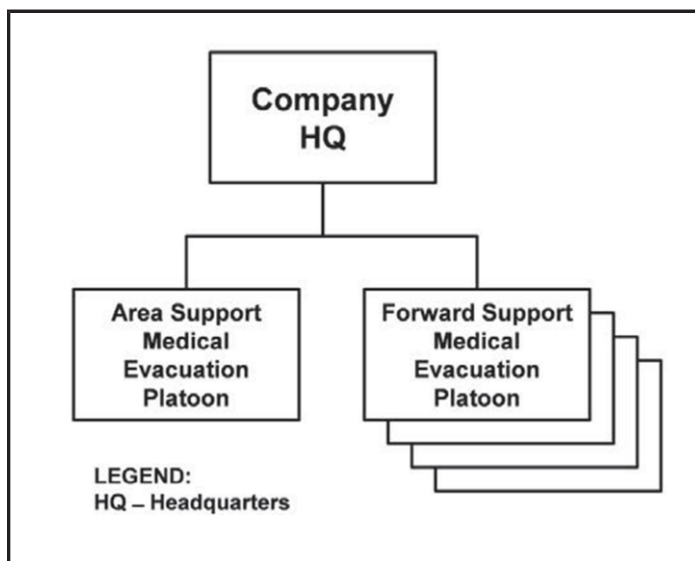 Company
HQ
Area Support
Medical
Evacuation
Platoon
Forward Support
Medical
Evacuation
Platoon
LEGEND:
HQ – Headquarters